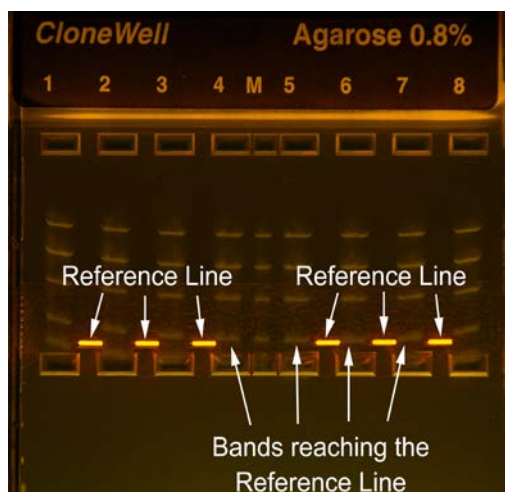 CloneWell Agarose 0.8%
1 2 3 4 M 5 6 7 8
Reference Line Reference Line
Bands reaching the
Reference Line